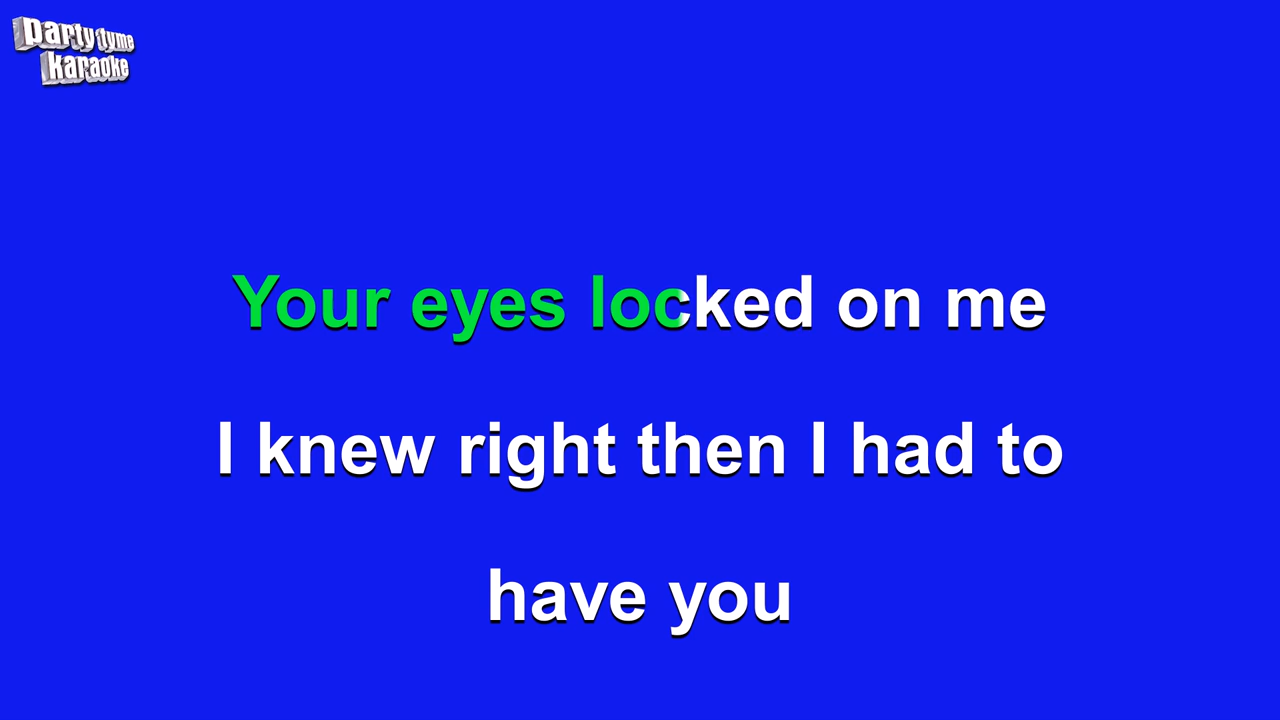 party tyme
karaoke
Your eyes locked on me
I knew right then I had to
have you